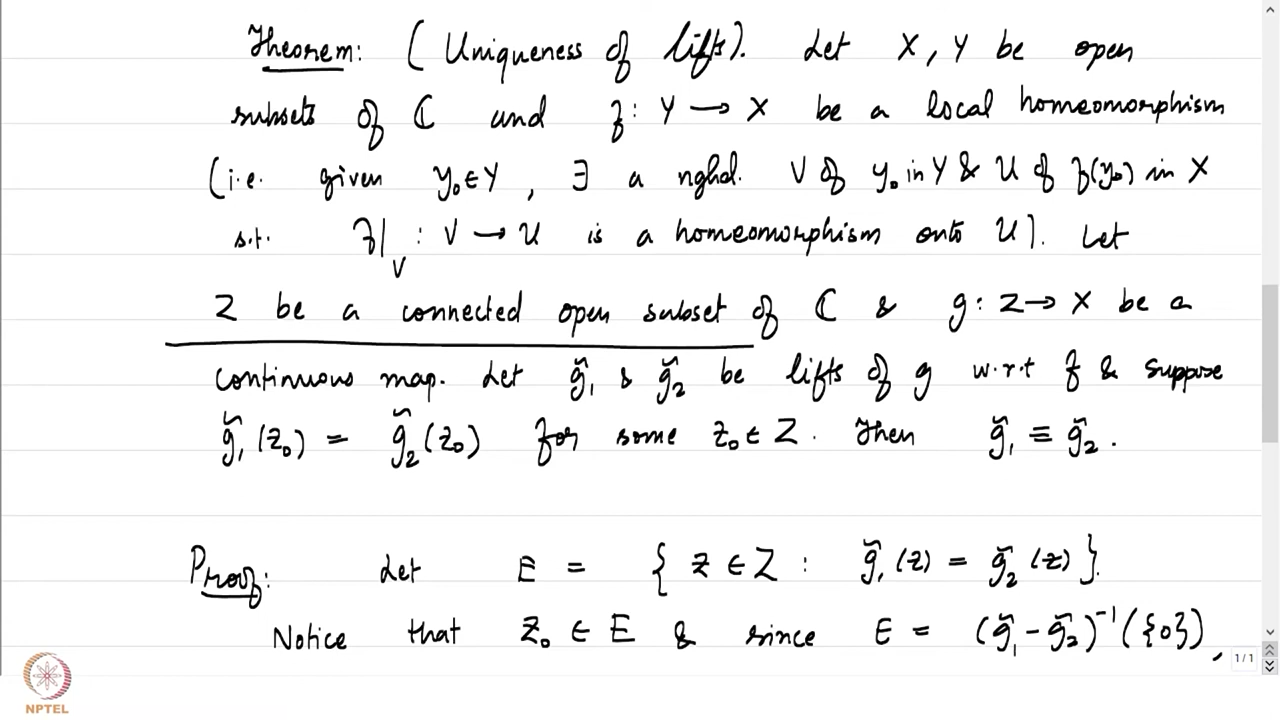 Theorem: (Uniqueness of lifts). Let X, Y be open
subsets of ℂ and f: Y → X be a local homeomorphism
(i.e. given y₀ ∈ Y, ∃ a nghd. V of y₀ in Y & U of f(y₀) in X
s.t. f|_V : V → U is a homeomorphism onto U). Let
Z be a connected open subset of ℂ & g: Z → X be a
continuous map. Let g̃₁ & g̃₂ be lifts of g w.r.t f & suppose
g̃₁(z₀) = g̃₂(z₀) for some z₀ ∈ Z. Then g̃₁ ≡ g̃₂.
Proof: Let E = { z ∈ Z : g̃₁(z) = g̃₂(z) }.
Notice that z₀ ∈ E & since E = (g̃₁ - g̃₂)⁻¹({0}),
1/1
NPTEL